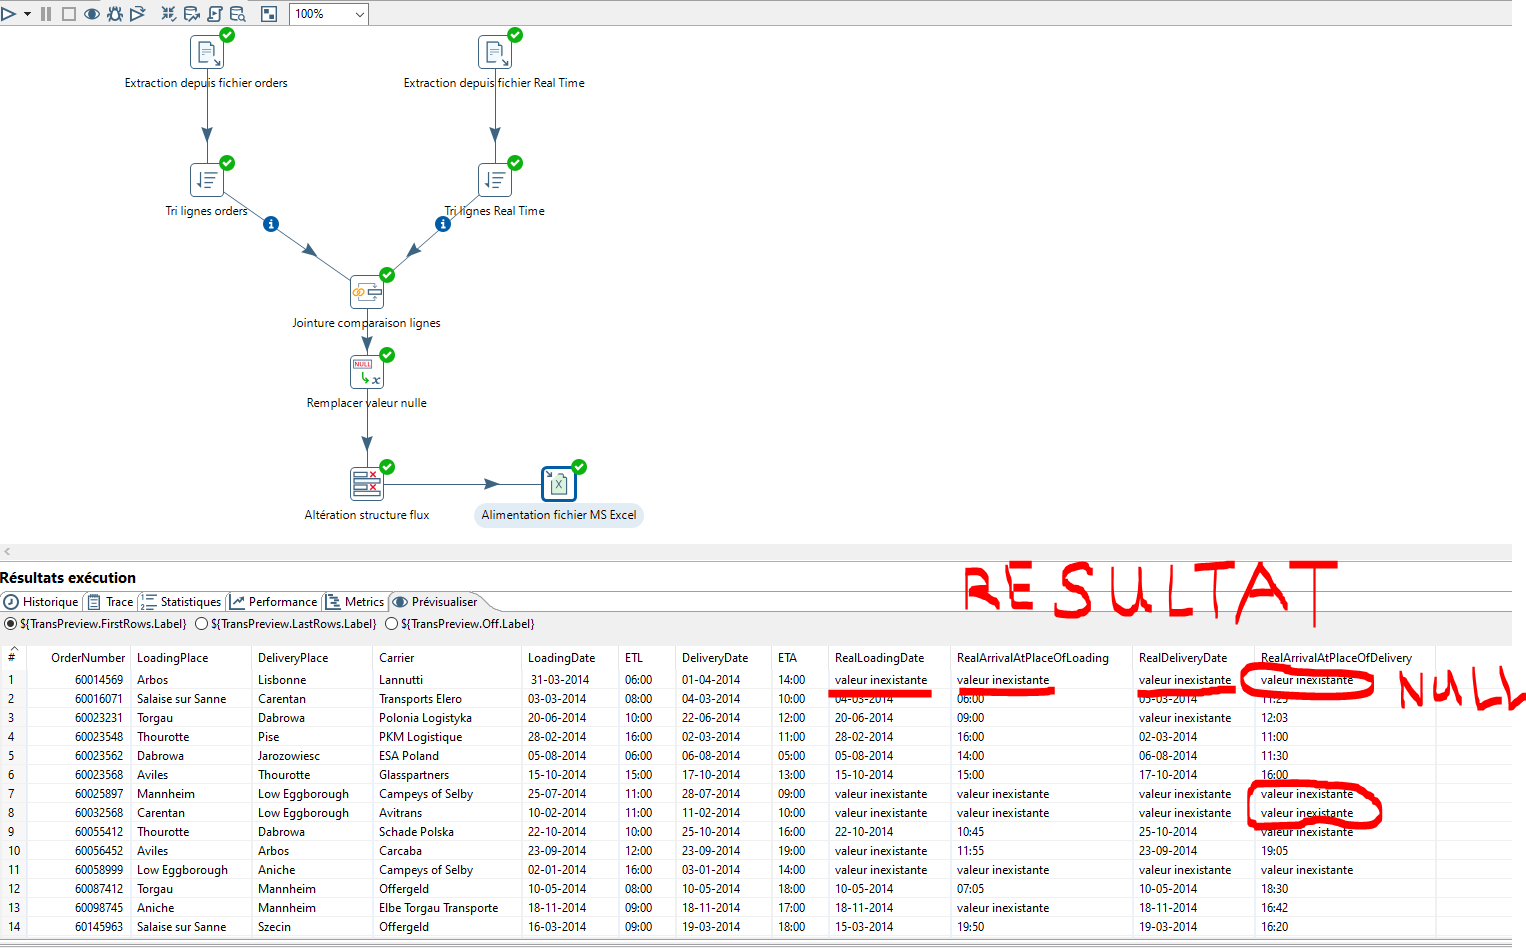 100%
Extraction depuis fichier orders
Extraction depuis fichier Real Time
Tri lignes orders
Tri lignes Real Time
Jointure comparaison lignes
NULL
x
Remplacer valeur nulle
X
Altération structure flux
Alimentation fichier MS Excel
Résultats exécution
RESULTAT
Historique Trace Statistiques Performance Metrics Prévisualiser
${TransPreview.FirstRows.Label} ${TransPreview.LastRows.Label} ${TransPreview.Off.Label}
# OrderNumber LoadingPlace DeliveryPlace Carrier LoadingDate ETL DeliveryDate ETA RealLoadingDate RealArrivalAtPlaceOfLoading RealDeliveryDate RealArrivalAtPlaceOfDelivery
1 60014569 Arbos Lisbonne Lannutti 31-03-2014 06:00 01-04-2014 14:00 valeur inexistante valeur inexistante valeur inexistante valeur inexistante NULL
2 60016071 Salaise sur Sanne Carentan Transports Elero 03-03-2014 08:00 04-03-2014 10:00 04-03-2014 06:00 05-03-2014 11:25
3 60023231 Torgau Dabrowa Polonia Logistyka 20-06-2014 10:00 22-06-2014 12:00 20-06-2014 09:00 valeur inexistante 12:03
4 60023548 Thourotte Pise PKM Logistique 28-02-2014 16:00 02-03-2014 11:00 28-02-2014 16:00 02-03-2014 11:00
5 60023562 Dabrowa Jarozowiesc ESA Poland 05-08-2014 06:00 06-08-2014 05:00 05-08-2014 14:00 06-08-2014 11:30
6 60023568 Aviles Thourotte Glasspartners 15-10-2014 15:00 17-10-2014 13:00 15-10-2014 15:00 17-10-2014 16:00
7 60025897 Mannheim Low Eggborough Campeys of Selby 25-07-2014 11:00 28-07-2014 09:00 valeur inexistante valeur inexistante valeur inexistante valeur inexistante
8 60032568 Carentan Low Eggborough Avitrans 10-02-2014 11:00 11-02-2014 10:00 valeur inexistante valeur inexistante valeur inexistante valeur inexistante
9 60055412 Thourotte Dabrowa Schade Polska 22-10-2014 10:00 25-10-2014 16:00 22-10-2014 10:45 25-10-2014 valeur inexistante
10 60056452 Aviles Arbos Carcaba 23-09-2014 12:00 23-09-2014 19:00 valeur inexistante 11:55 23-09-2014 19:05
11 60058999 Low Eggborough Aniche Campeys of Selby 02-01-2014 16:00 03-01-2014 14:00 valeur inexistante valeur inexistante valeur inexistante valeur inexistante
12 60087412 Torgau Mannheim Offergeld 10-05-2014 08:00 10-05-2014 18:00 10-05-2014 07:05 10-05-2014 18:30
13 60098745 Aniche Mannheim Elbe Torgau Transporte 18-11-2014 09:00 18-11-2014 17:00 18-11-2014 valeur inexistante 18-11-2014 16:42
14 60145963 Salaise sur Sanne Szecin Offergeld 16-03-2014 09:00 19-03-2014 18:00 15-03-2014 19:50 19-03-2014 16:20